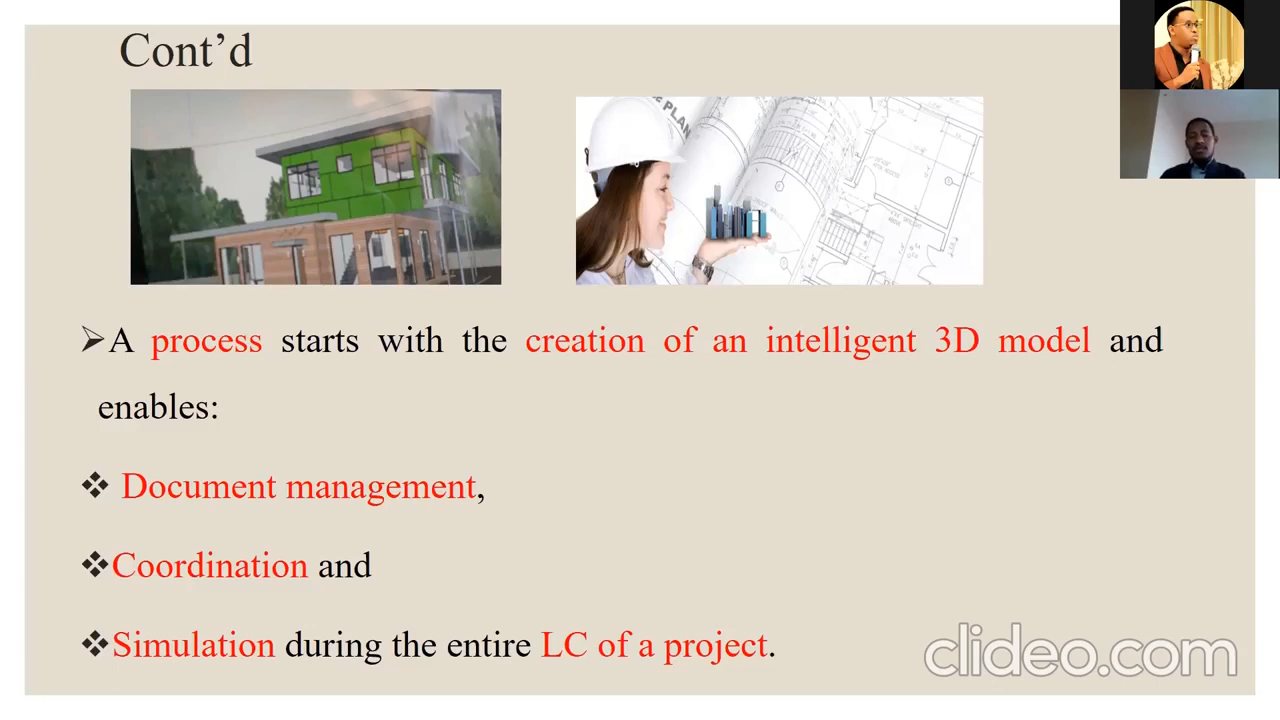 Cont’d
e PLAN
➢A process starts with the creation of an intelligent 3D model and
enables:
❖ Document management,
❖Coordination and
❖Simulation during the entire LC of a project.
clideo.com